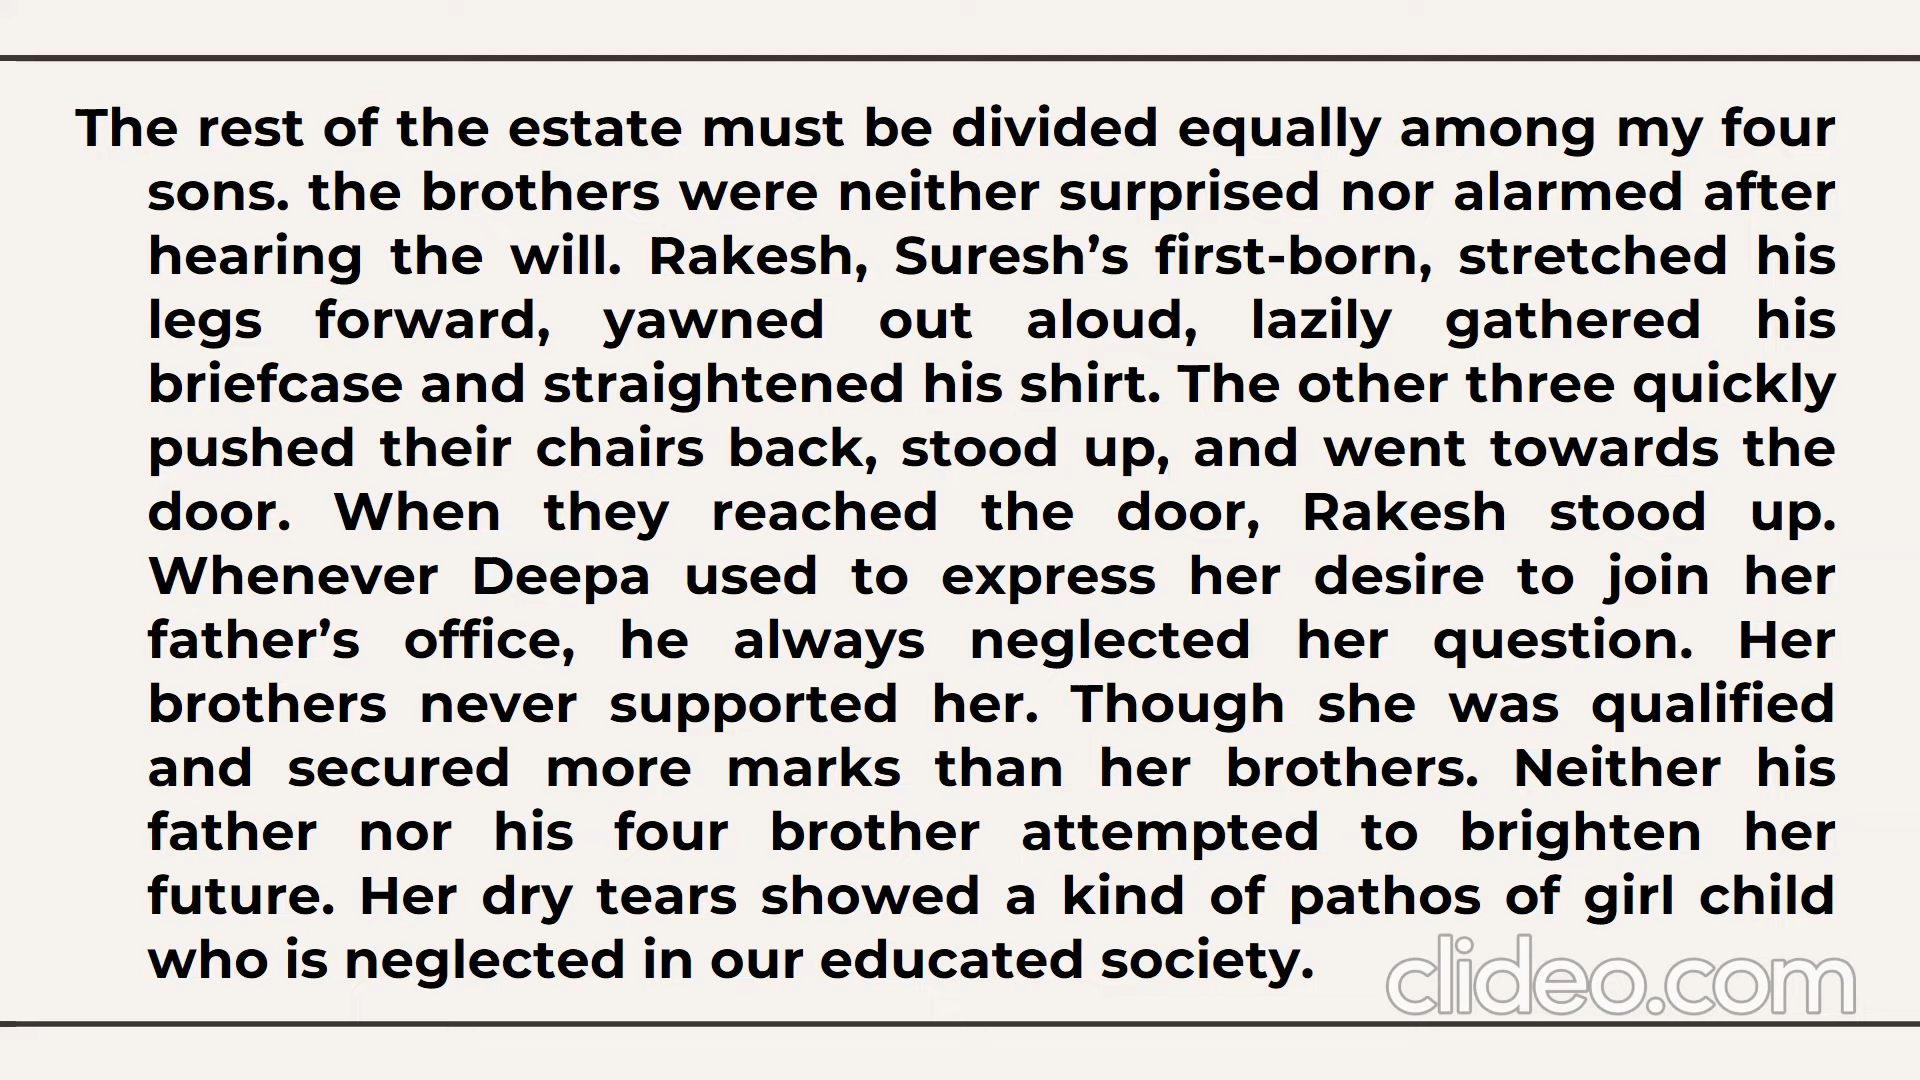 The rest of the estate must be divided equally among my four
sons. the brothers were neither surprised nor alarmed after
hearing the will. Rakesh, Suresh’s first-born, stretched his
legs forward, yawned out aloud, lazily gathered his
briefcase and straightened his shirt. The other three quickly
pushed their chairs back, stood up, and went towards the
door. When they reached the door, Rakesh stood up.
Whenever Deepa used to express her desire to join her
father’s office, he always neglected her question. Her
brothers never supported her. Though she was qualified
and secured more marks than her brothers. Neither his
father nor his four brother attempted to brighten her
future. Her dry tears showed a kind of pathos of girl child
who is neglected in our educated society.
clideo.com